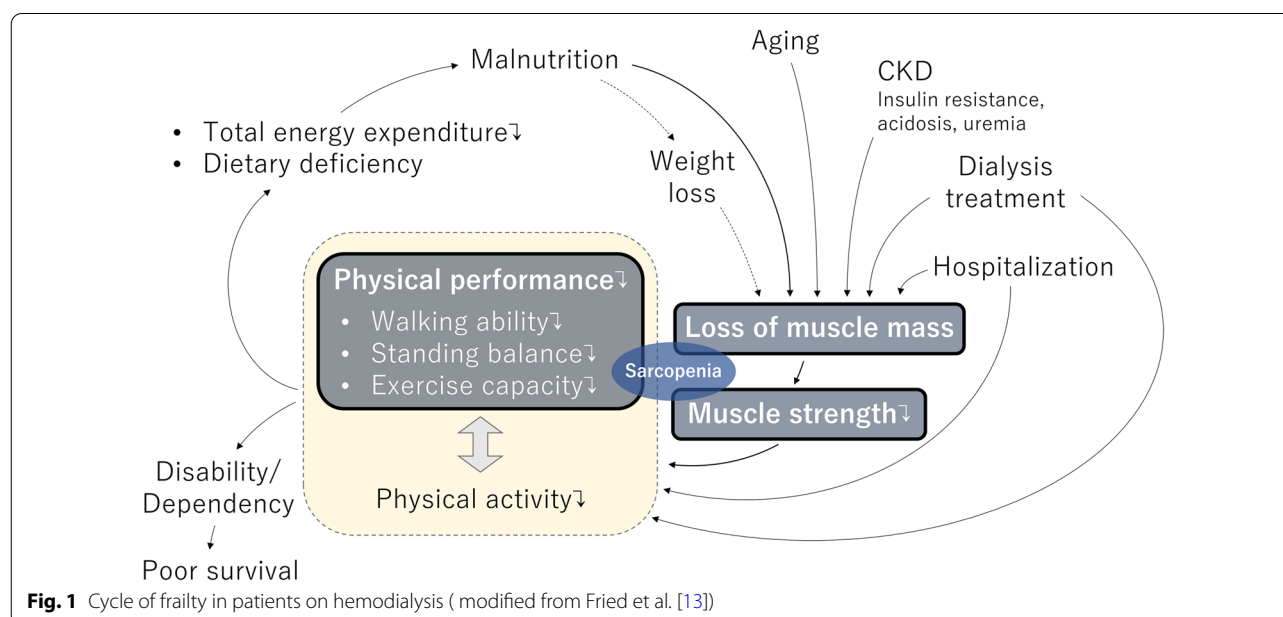 Malnutrition
Aging
CKD
Insulin resistance,
acidosis, uremia
• Total energy expenditure↴
• Dietary deficiency
Weight
loss
Dialysis
treatment
Hospitalization
Physical performance↴
• Walking ability↴
• Standing balance↴
• Exercise capacity↴
Loss of muscle mass
Sarcopenia
Muscle strength↴
Physical activity↴
Disability/
Dependency
Poor survival
Fig. 1 Cycle of frailty in patients on hemodialysis ( modified from Fried et al. [13])